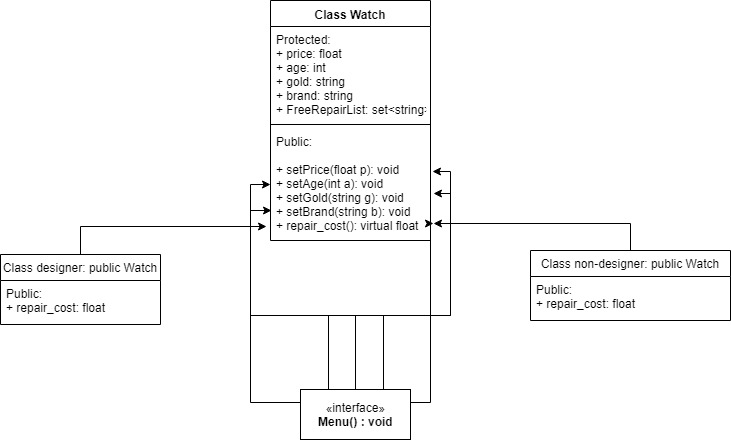 Class Watch
Protected:
+ price: float
+ age: int
+ gold: string
+ brand: string
+ FreeRepairList: set<string>
Public:
+ setPrice(float p): void
+ setAge(int a): void
+ setGold(string g): void
+ setBrand(string b): void
+ repair_cost(): virtual float
Class designer: public Watch
Public:
+ repair_cost: float
Class non-designer: public Watch
Public:
+ repair_cost: float
«interface»
Menu() : void